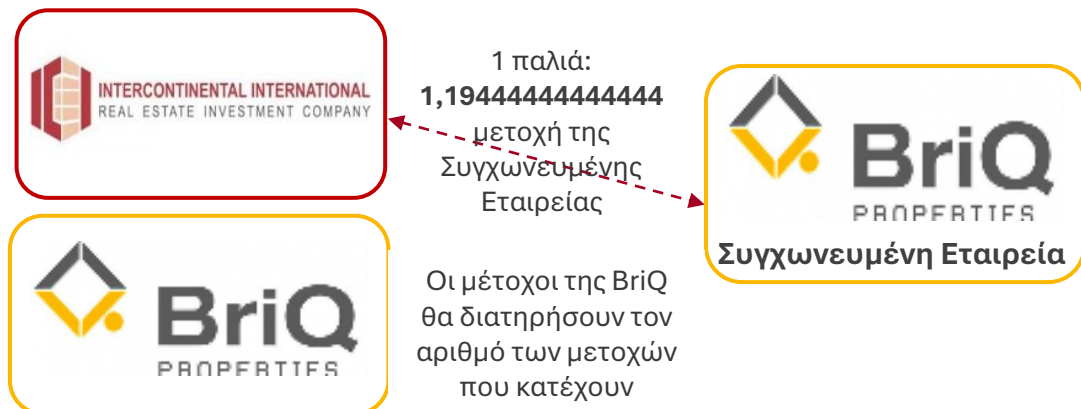 INTERCONTINENTAL INTERNATIONAL
REAL ESTATE INVESTMENT COMPANY
1 παλιά:
1,19444444444444
μετοχή της
Συγχωνευμένης
Εταιρείας
BriQ
PROPERTIES
Συγχωνευμένη Εταιρεία
BriQ
PROPERTIES
Οι μέτοχοι της BriQ
θα διατηρήσουν τον
αριθμό των μετοχών
που κατέχουν